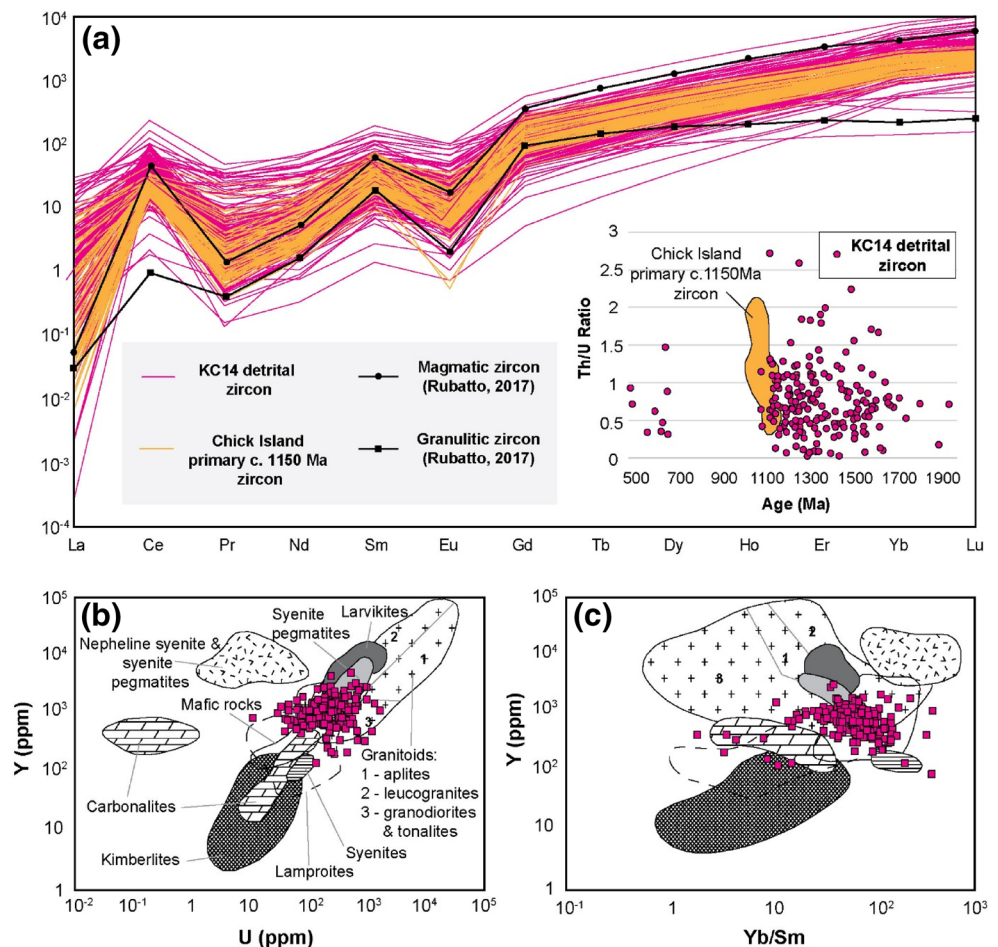 (a)
10^4
10^3
10^2
10
1
10^-1
10^-2
10^-3
10^-4
La Ce Pr Nd Sm Eu Gd Tb Dy Ho Er Yb Lu
KC14 detrital
zircon
Magmatic zircon
(Rubatto, 2017)
Chick Island
primary c. 1150 Ma
zircon
Granulitic zircon
(Rubatto, 2017)
Chick Island
primary c.1150Ma
zircon
KC14 detrital
zircon
Th/U Ratio
3
2.5
2
1.5
1
0.5
0
500 700 900 1100 1300 1500 1700 1900
Age (Ma)
(b)
Y (ppm)
10^5
10^4
10^3
10^2
10
1
Nepheline syenite &
syenite
pegmatites
Syenite
pegmatites
Larvikites
2
1
3
Mafic rocks
Carbonalites
Kimberlites
Lamproites
Syenites
Granitoids:
1 - aplites
2 - leucogranites
3 - granodiorites
& tonalites
10^-2 10^-1 1 10 10^2 10^3 10^4 10^5
U (ppm)
(c)
Y (ppm)
10^5
10^4
10^3
10^2
10
1
2
1
3
10^-1 1 10 10^2 10^3
Yb/Sm